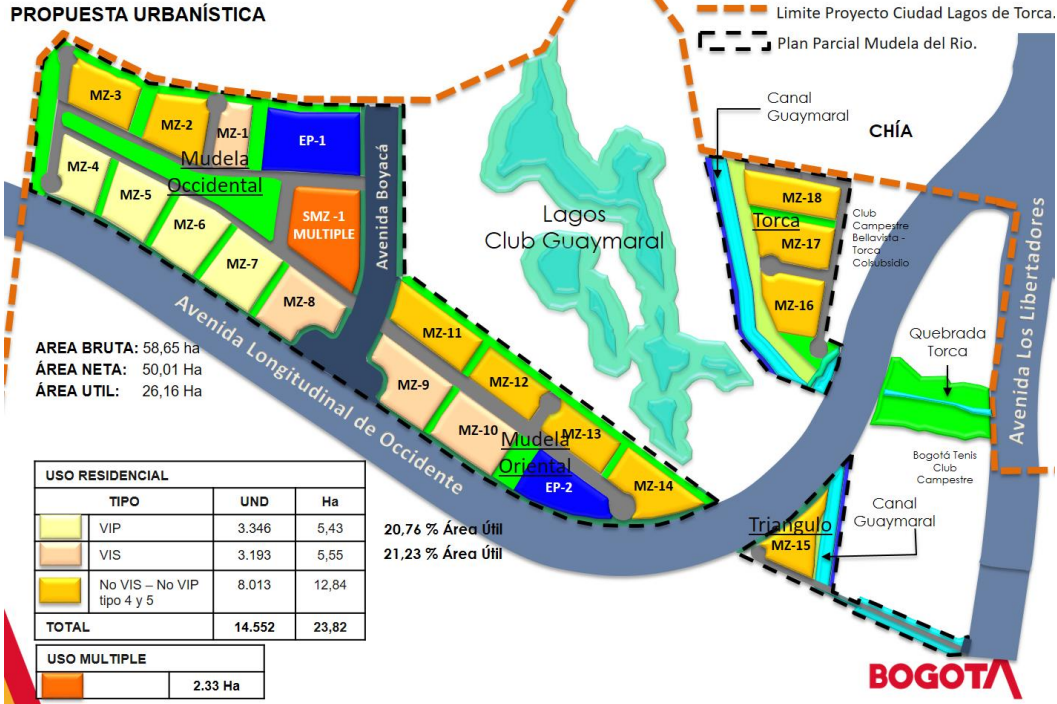 PROPUESTA URBANÍSTICA
Limite Proyecto Ciudad Lagos de Torca.
Plan Parcial Mudela del Rio.
MZ-3
MZ-2
MZ-1
EP-1
Mudela
Occidental
MZ-4
MZ-5
MZ-6
MZ-7
MZ-8
SMZ -1
MULTIPLE
Avenida Boyacá
Avenida Longitudinal de Occidente
Lagos
Club Guaymaral
Canal
Guaymaral
CHÍA
MZ-18
Torca
MZ-17
MZ-16
Club
Campestre
Bellavista -
Torca
Colsubsidio
Avenida Los Libertadores
Quebrada
Torca
Bogotá Tenis
Club
Campestre
Canal
Guaymaral
MZ-11
MZ-12
MZ-9
MZ-10
Mudela
Oriental
MZ-13
EP-2
MZ-14
Triangulo
MZ-15
AREA BRUTA: 58,65 ha
ÁREA NETA: 50,01 Ha
ÁREA UTIL: 26,16 Ha
USO RESIDENCIAL
TIPO UND Ha
VIP 3.346 5,43 20,76 % Área Útil
VIS 3.193 5,55 21,23 % Área Útil
No VIS – No VIP
tipo 4 y 5 8.013 12,84
TOTAL 14.552 23,82
USO MULTIPLE
2.33 Ha
BOGOTÁ